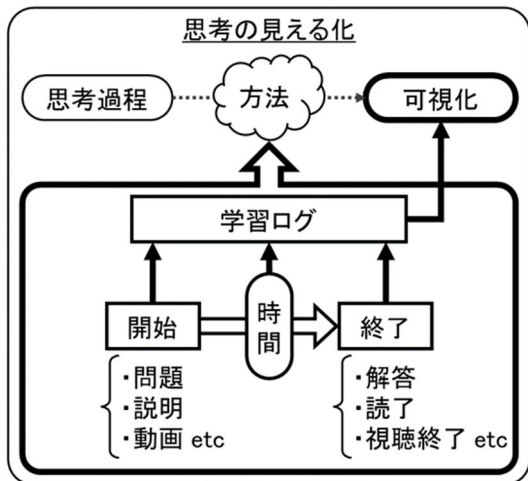 思考の見える化
思考過程
方法
可視化
学習ログ
開始
時間
終了
・問題
・説明
・動画 etc
・解答
・読了
・視聴終了 etc